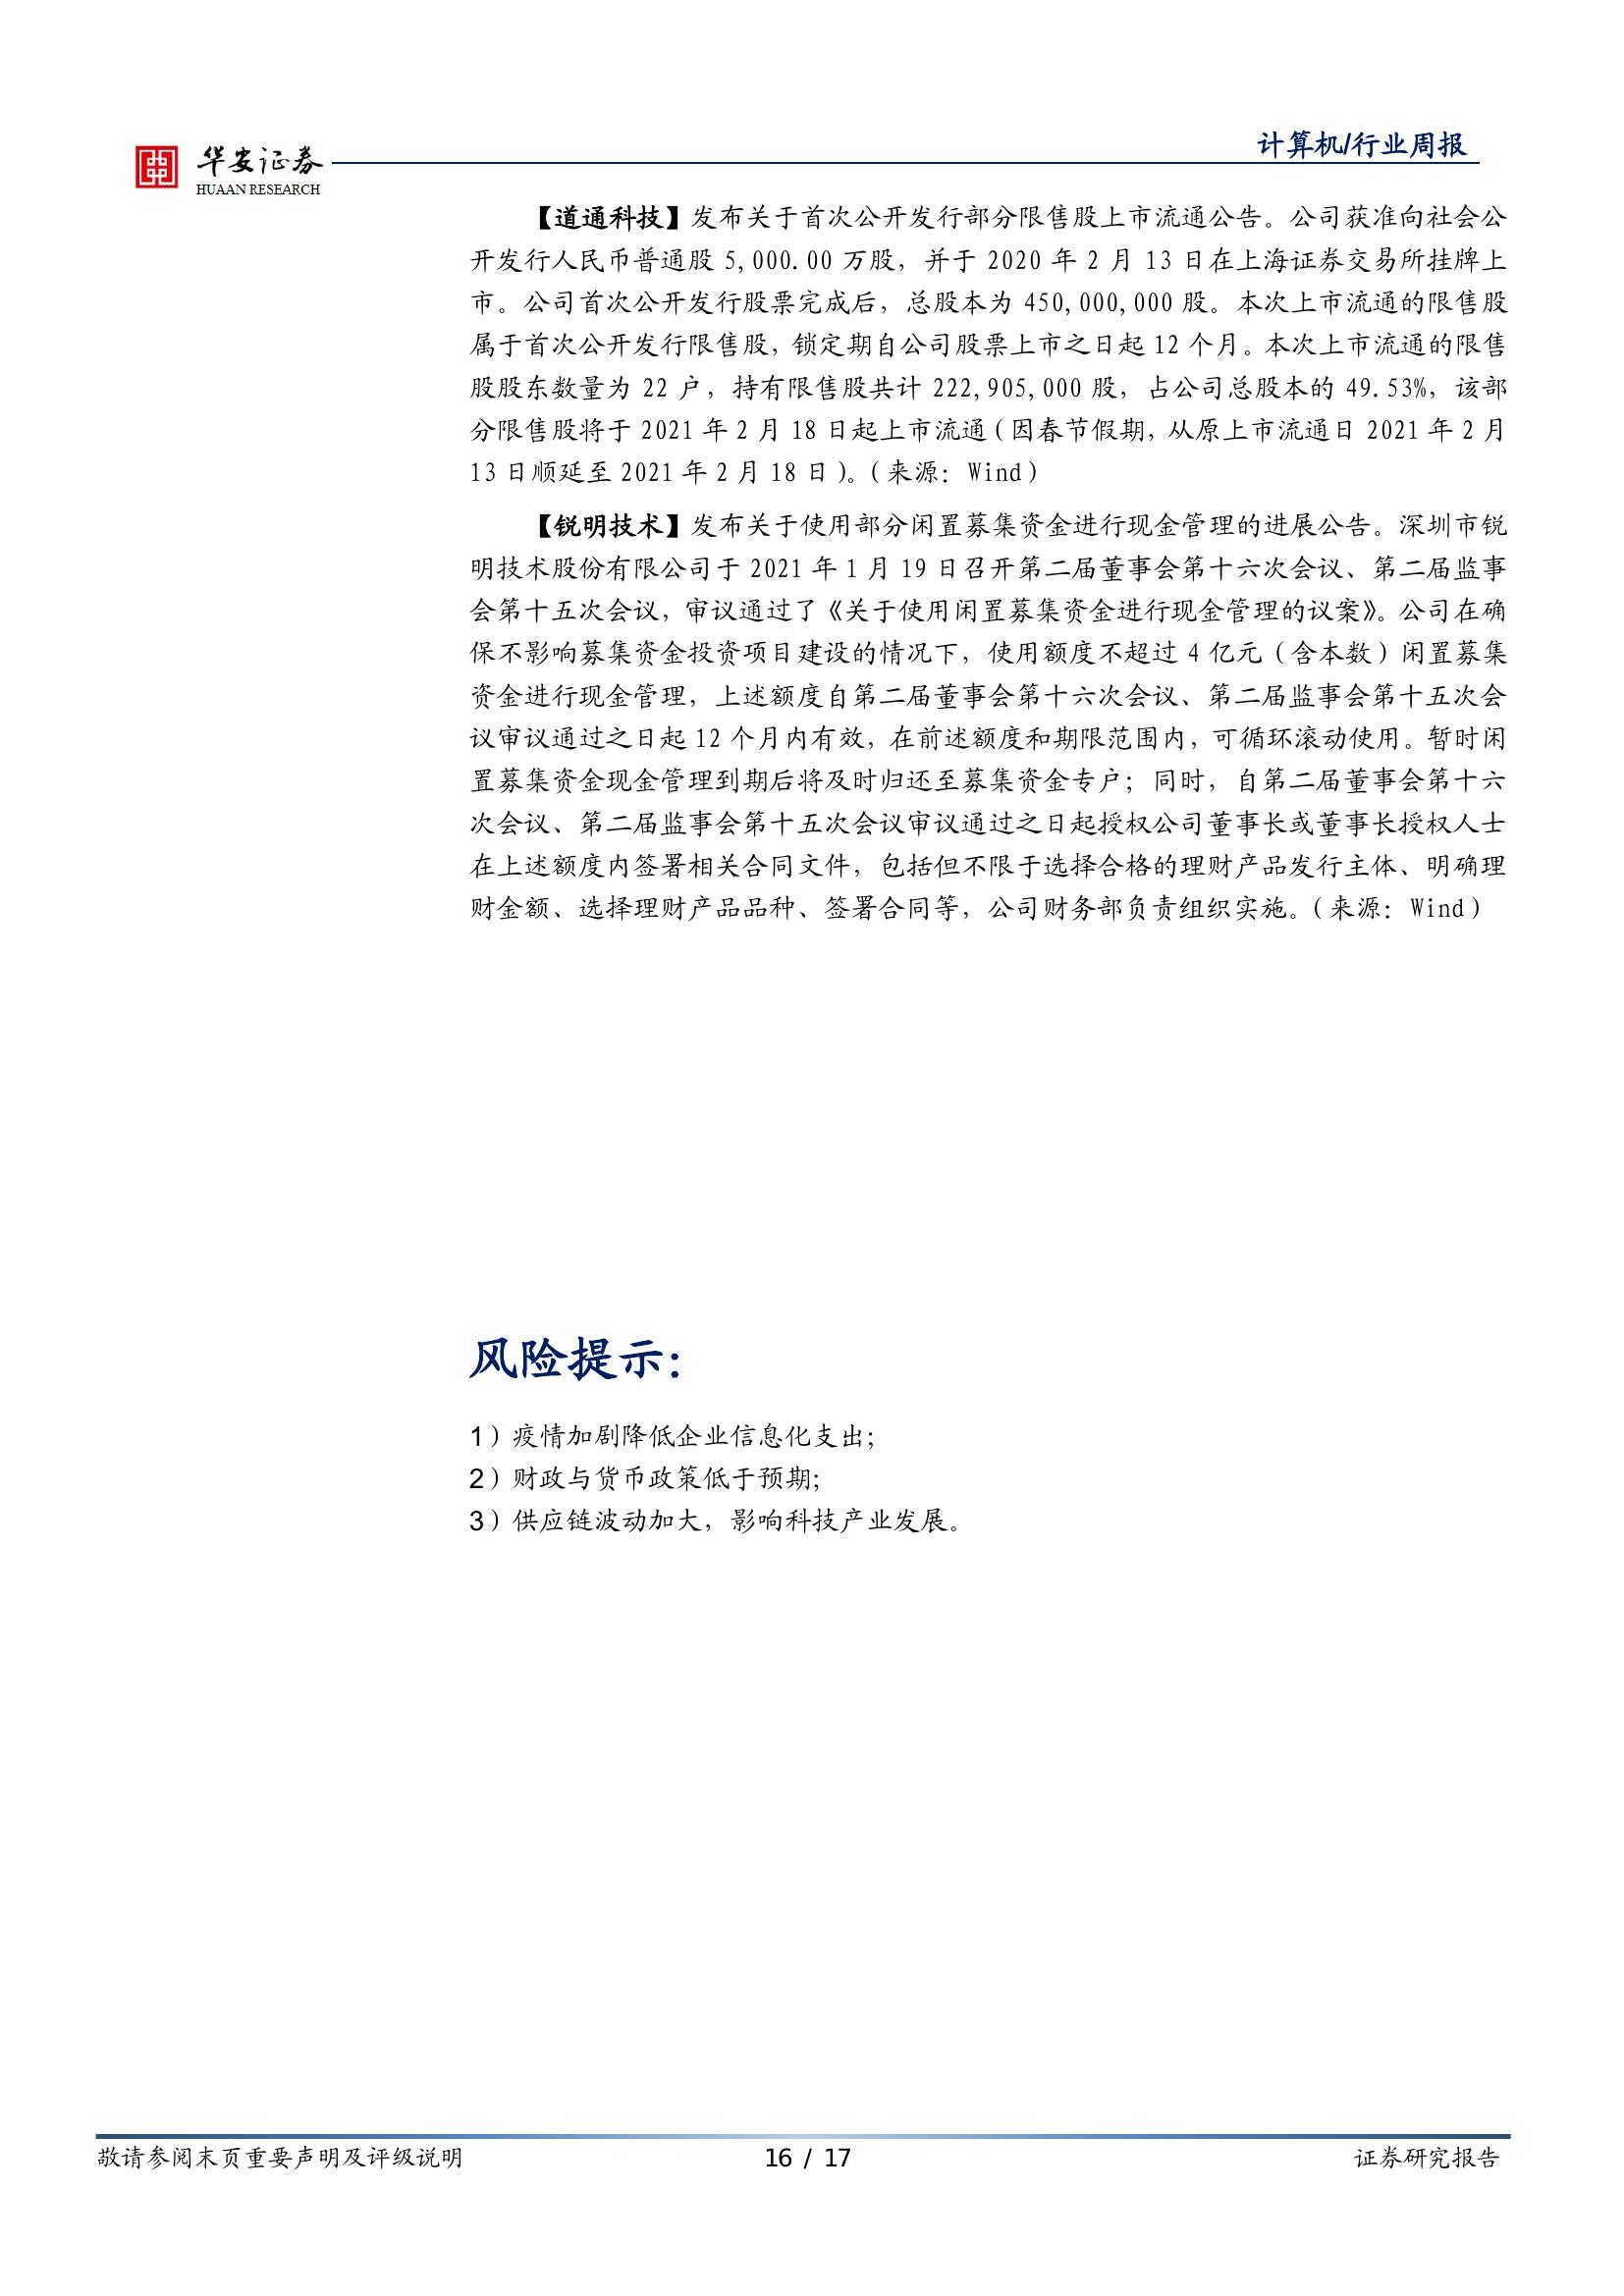 华安证券
HUAAN RESEARCH
计算机/行业周报
【道通科技】发布关于首次公开发行部分限售股上市流通公告。公司获准向社会公
开发行人民币普通股 5,000.00 万股，并于 2020 年 2 月 13 日在上海证券交易所挂牌上
市。公司首次公开发行股票完成后，总股本为 450,000,000 股。本次上市流通的限售股
属于首次公开发行限售股，锁定期自公司股票上市之日起 12 个月。本次上市流通的限售
股股东数量为 22 户，持有限售股共计 222,905,000 股，占公司总股本的 49.53%，该部
分限售股将于 2021 年 2 月 18 日起上市流通（因春节假期，从原上市流通日 2021 年 2 月
13 日顺延至 2021 年 2 月 18 日）。（来源：Wind）
【锐明技术】发布关于使用部分闲置募集资金进行现金管理的进展公告。深圳市锐
明技术股份有限公司于 2021 年 1 月 19 日召开第二届董事会第十六次会议、第二届监事
会第十五次会议，审议通过了《关于使用闲置募集资金进行现金管理的议案》。公司在确
保不影响募集资金投资项目建设的情况下，使用额度不超过 4 亿元（含本数）闲置募集
资金进行现金管理，上述额度自第二届董事会第十六次会议、第二届监事会第十五次会
议审议通过之日起 12 个月内有效，在前述额度和期限范围内，可循环滚动使用。暂时闲
置募集资金现金管理到期后将及时归还至募集资金专户；同时，自第二届董事会第十六
次会议、第二届监事会第十五次会议审议通过之日起授权公司董事长或董事长授权人士
在上述额度内签署相关合同文件，包括但不限于选择合格的理财产品发行主体、明确理
财金额、选择理财产品品种、签署合同等，公司财务部负责组织实施。（来源：Wind）
风险提示：
1）疫情加剧降低企业信息化支出；
2）财政与货币政策低于预期；
3）供应链波动加大，影响科技产业发展。
敬请参阅末页重要声明及评级说明
16 / 17
证券研究报告